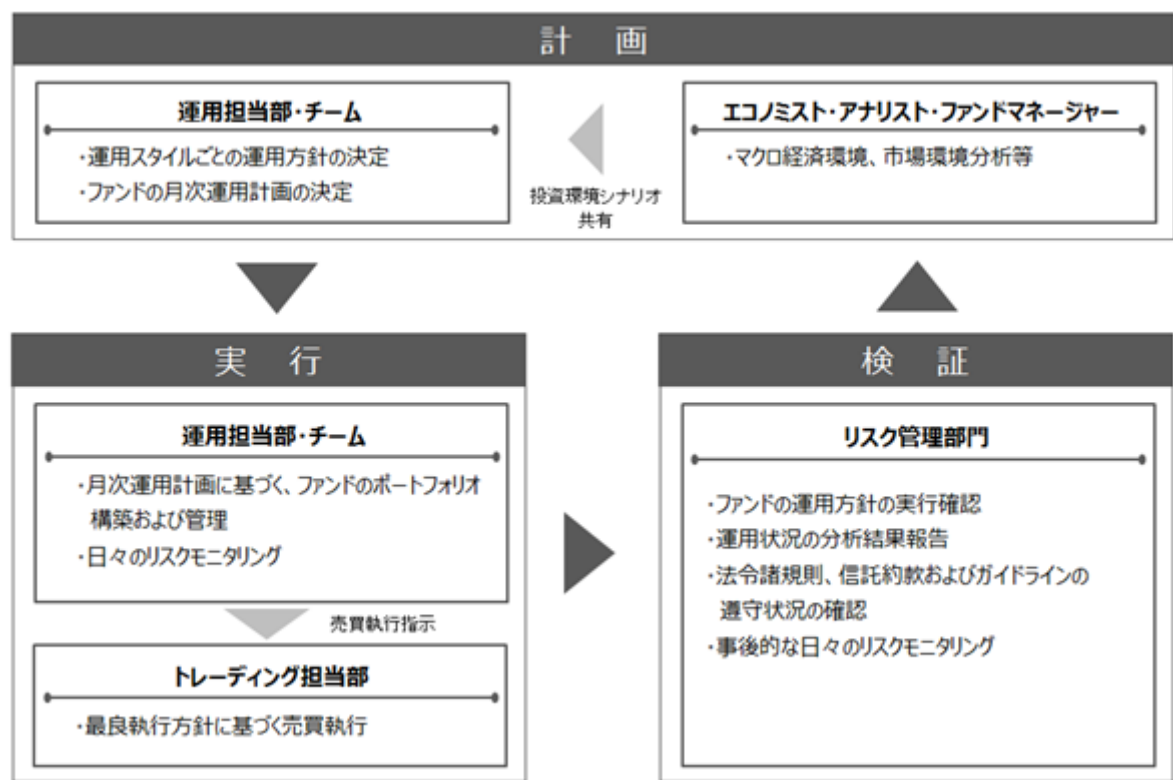 計 画
運用担当部・チーム
・運用スタイルごとの運用方針の決定
・ファンドの月次運用計画の決定
投資環境シナリオ
共有
エコノミスト・アナリスト・ファンドマネージャー
・マクロ経済環境、市場環境分析等
実 行
運用担当部・チーム
・月次運用計画に基づく、ファンドのポートフォリオ
構築および管理
・日々のリスクモニタリング
売買執行指示
トレーディング担当部
・最良執行方針に基づく売買執行
検 証
リスク管理部門
・ファンドの運用方針の実行確認
・運用状況の分析結果報告
・法令諸規則、信託約款およびガイドラインの
遵守状況の確認
・事後的な日々のリスクモニタリング